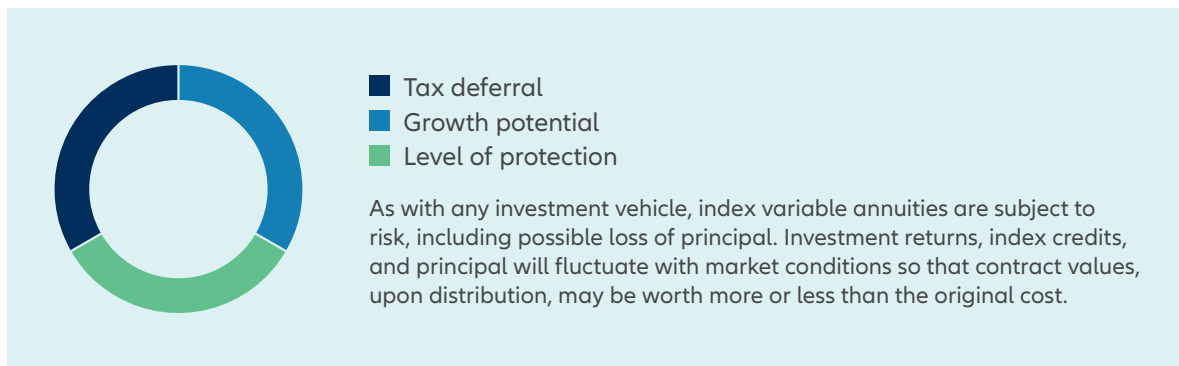 Tax deferral
Growth potential
Level of protection
As with any investment vehicle, index variable annuities are subject to
risk, including possible loss of principal. Investment returns, index credits,
and principal will fluctuate with market conditions so that contract values,
upon distribution, may be worth more or less than the original cost.